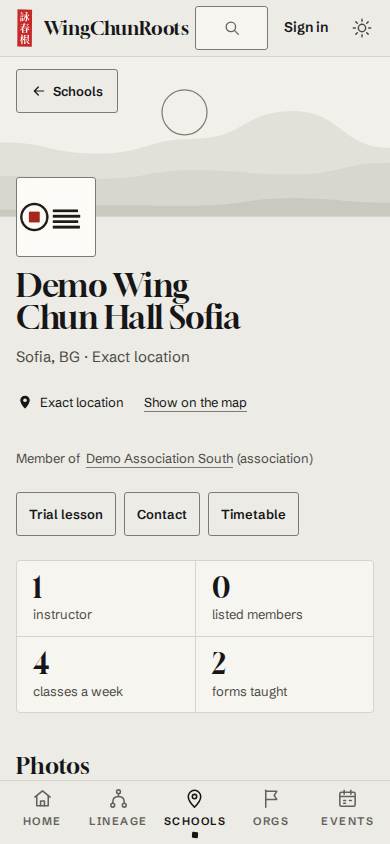 詠春根
WingChunRoots
Sign in
Schools
Demo Wing
Chun Hall Sofia
Sofia, BG · Exact location
Exact location
Show on the map
Member of Demo Association South (association)
Trial lesson
Contact
Timetable
1
instructor
0
listed members
4
classes a week
2
forms taught
Photos
HOME
LINEAGE
SCHOOLS
ORGS
EVENTS